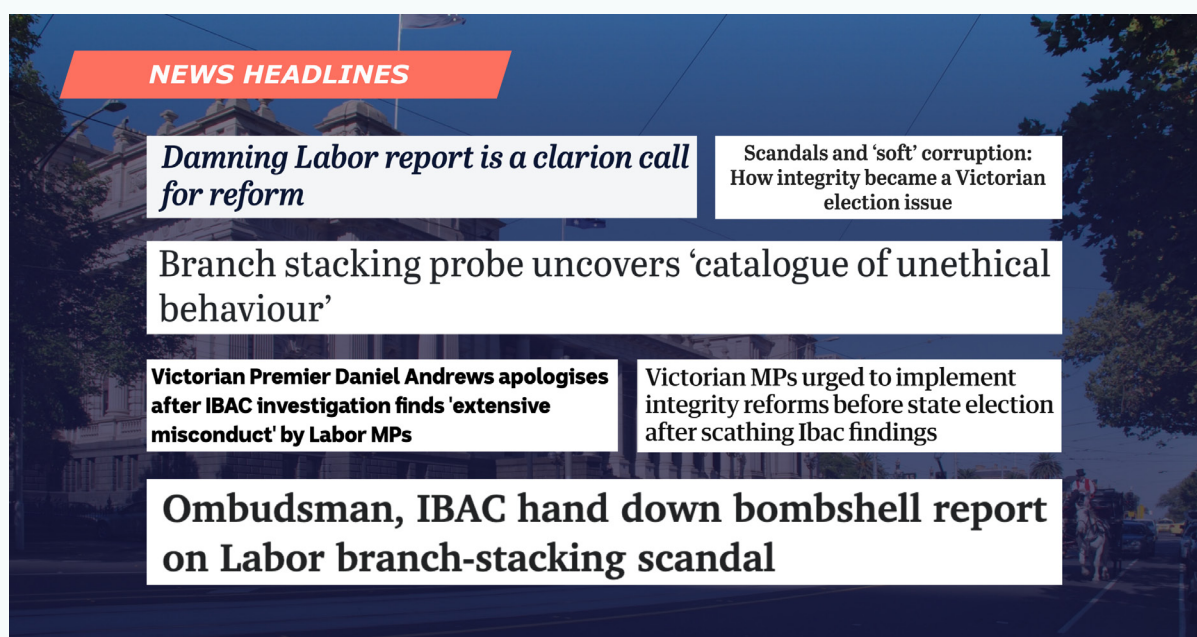 NEWS HEADLINES
Damning Labor report is a clarion call
for reform
Scandals and ‘soft’ corruption:
How integrity became a Victorian
election issue
Branch stacking probe uncovers ‘catalogue of unethical
behaviour’
Victorian Premier Daniel Andrews apologises
after IBAC investigation finds 'extensive
misconduct' by Labor MPs
Victorian MPs urged to implement
integrity reforms before state election
after scathing Ibac findings
Ombudsman, IBAC hand down bombshell report
on Labor branch-stacking scandal